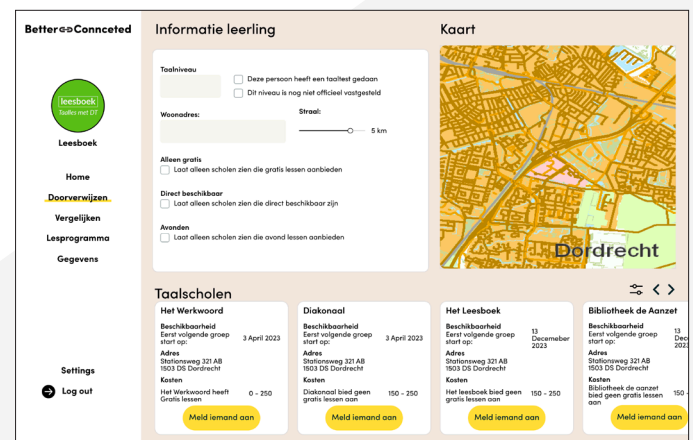 Better Connceted
leesboek
Taalles met DT
Leesboek
Home
Doorverwijzen
Vergelijken
Lesprogramma
Gegevens
Settings
Log out
Informatie leerling
Taalniveau
Deze persoon heeft een taaltest gedaan
Dit niveau is nog niet officieel vastgesteld
Woonadres:
Straal:
5 km
Alleen gratis
Laat alleen scholen zien die gratis lessen aanbieden
Direct beschikbaar
Laat alleen scholen zien die direct beschikbaar zijn
Avonden
Laat alleen scholen zien die avond lessen aanbieden
Kaart
Dordrecht
Taalscholen
Het Werkwoord
Beschikbaarheid
Eerst volgende groep
start op:
3 April 2023
Adres
Stationsweg 321 AB
1503 DS Dordrecht
Kosten
Het Werkwoord heeft
Gratis lessen
0 - 250
Meld iemand aan
Diakonaal
Beschikbaarheid
Eerst volgende groep
start op:
3 April 2023
Adres
Stationsweg 321 AB
1503 DS Dordrecht
Kosten
Diakonaal bied geen
gratis lessen aan
150 - 250
Meld iemand aan
Het Leesboek
Beschikbaarheid
Eerst volgende groep
start op:
13
Decemeber
2023
Adres
Stationsweg 321 AB
1503 DS Dordrecht
Kosten
Het leesboek bied geen
gratis lessen aan
150 - 250
Meld iemand aan
Bibliotheek de Aanzet
Beschikbaarheid
Eerst volgende groep
start op:
13
2023
Adres
Stationsweg 321 AB
1503 DS Dordrecht
Kosten
Bibliotheek de aanzet
bied geen gratis lessen
aan
150 -
Meld iemand aan